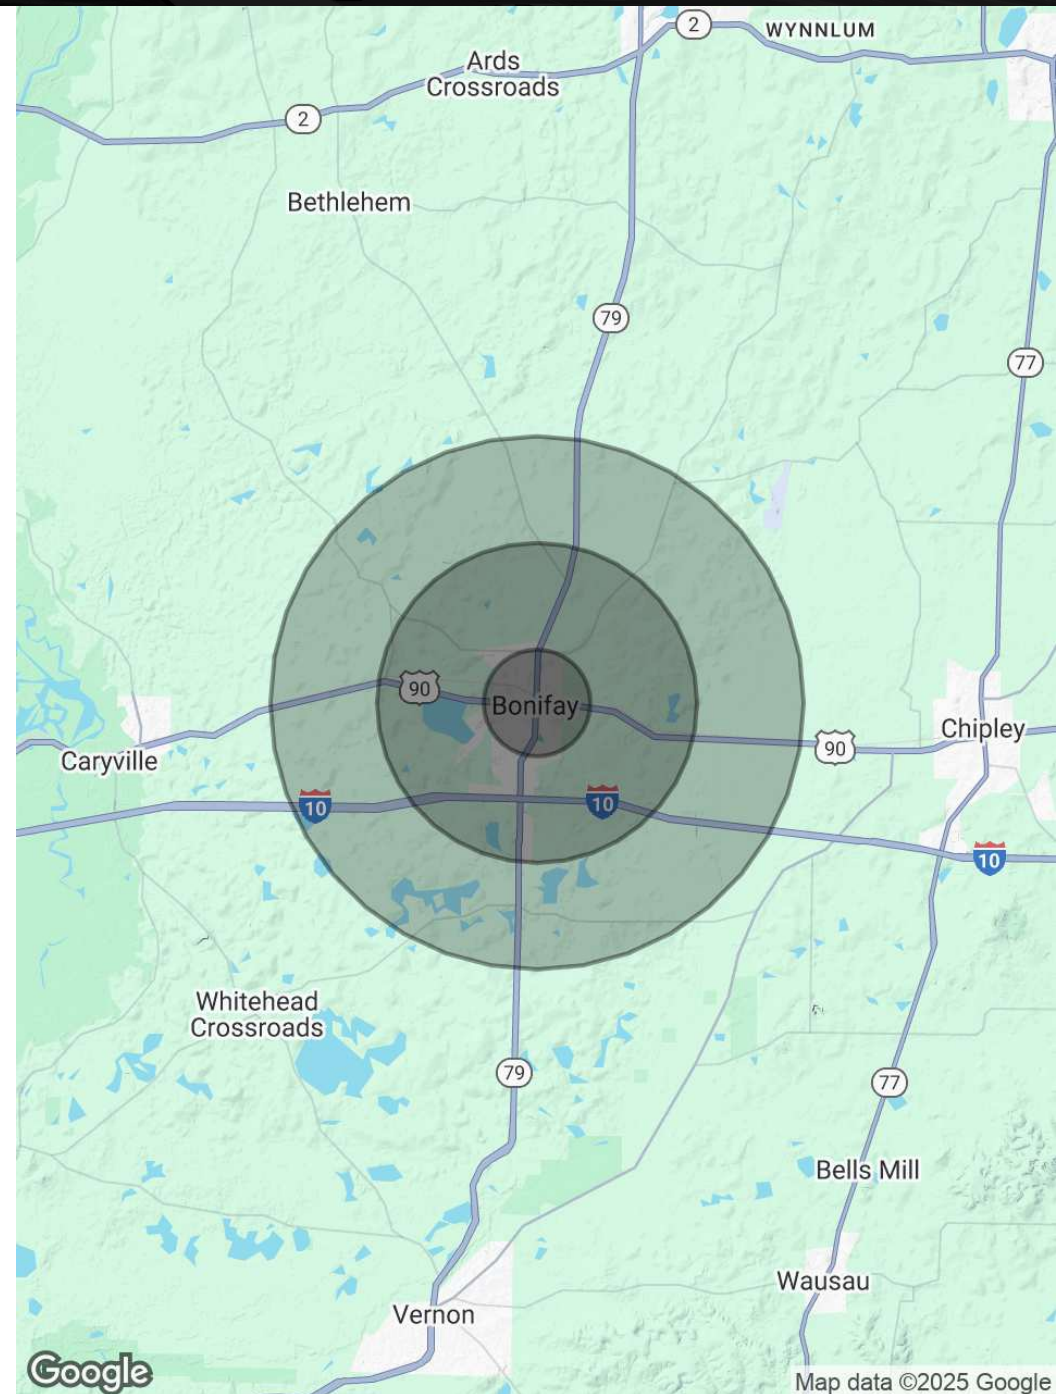 2
WYNNLUM
Ards
Crossroads
2
Bethlehem
79
77
90
Bonifay
Chipley
90
Caryville
10
10
10
Whitehead
Crossroads
79
77
Bells Mill
Wausau
Vernon
Google
Map data ©2025 Google